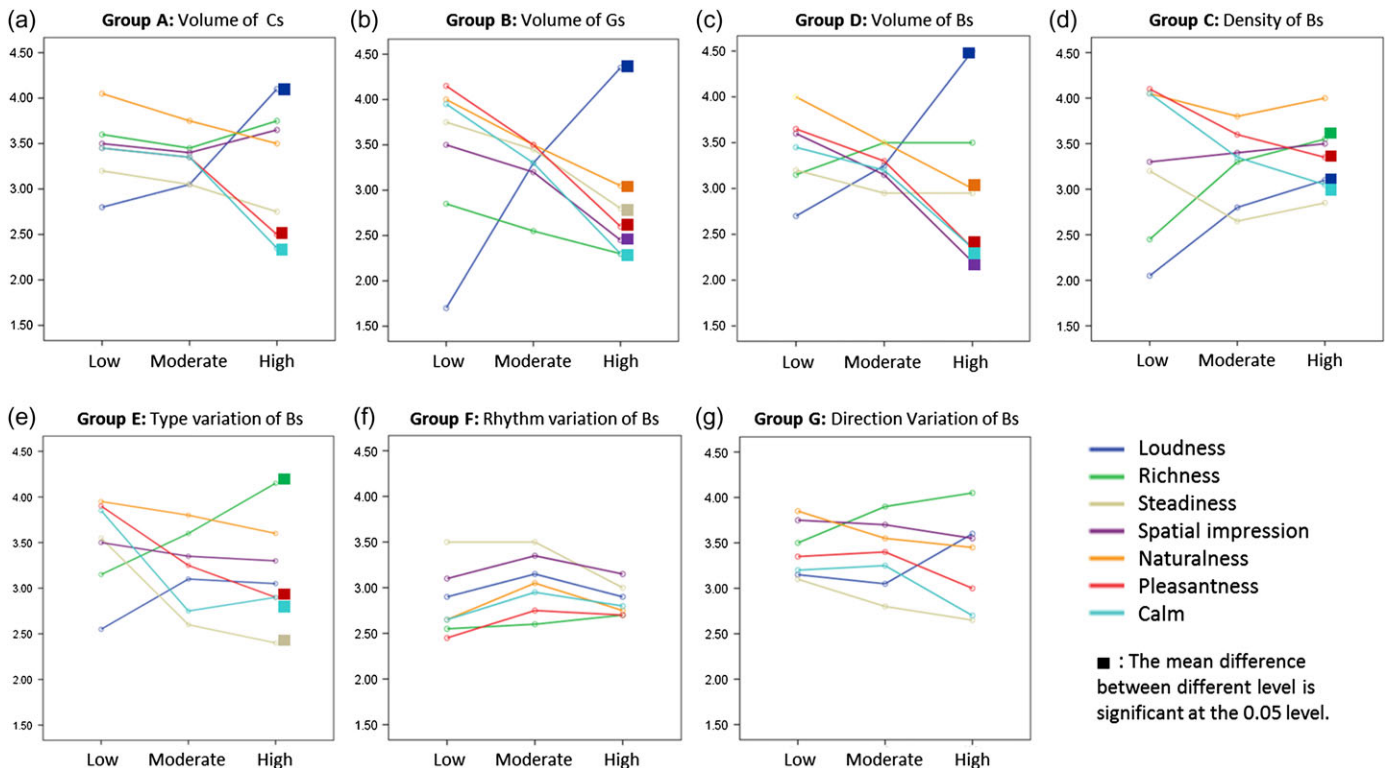 (a) Group A: Volume of Cs
4.50
4.00
3.50
3.00
2.50
2.00
1.50
Low Moderate High
(b) Group B: Volume of Gs
4.50
4.00
3.50
3.00
2.50
2.00
1.50
Low Moderate High
(c) Group D: Volume of Bs
4.50
4.00
3.50
3.00
2.50
2.00
1.50
Low Moderate High
(d) Group C: Density of Bs
4.50
4.00
3.50
3.00
2.50
2.00
1.50
Low Moderate High
(e) Group E: Type variation of Bs
4.50
4.00
3.50
3.00
2.50
2.00
1.50
Low Moderate High
(f) Group F: Rhythm variation of Bs
4.50
4.00
3.50
3.00
2.50
2.00
1.50
Low Moderate High
(g) Group G: Direction Variation of Bs
4.50
4.00
3.50
3.00
2.50
2.00
1.50
Low Moderate High
Loudness
Richness
Steadiness
Spatial impression
Naturalness
Pleasantness
Calm
: The mean difference
between different level is
significant at the 0.05 level.